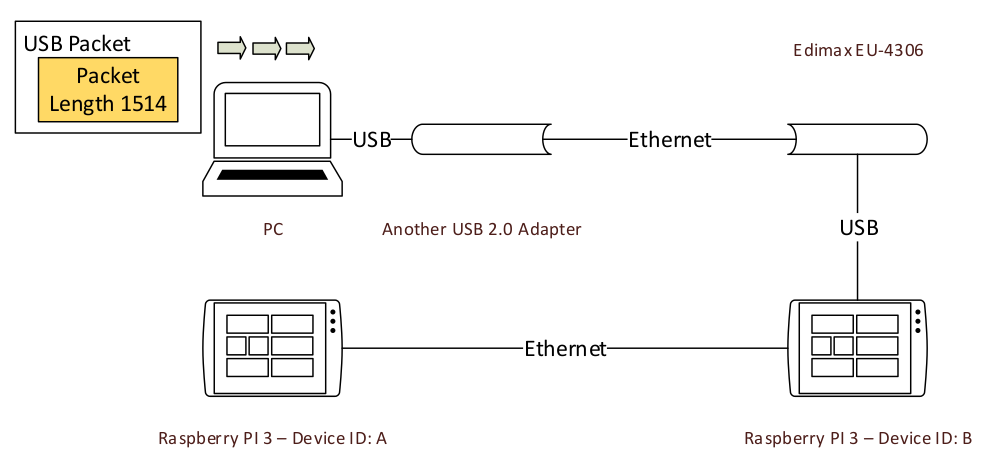 USB Packet
Packet
Length 1514
Edimax EU-4306
USB
Ethernet
PC
Another USB 2.0 Adapter
USB
Ethernet
Raspberry PI 3 – Device ID: A
Raspberry PI 3 – Device ID: B